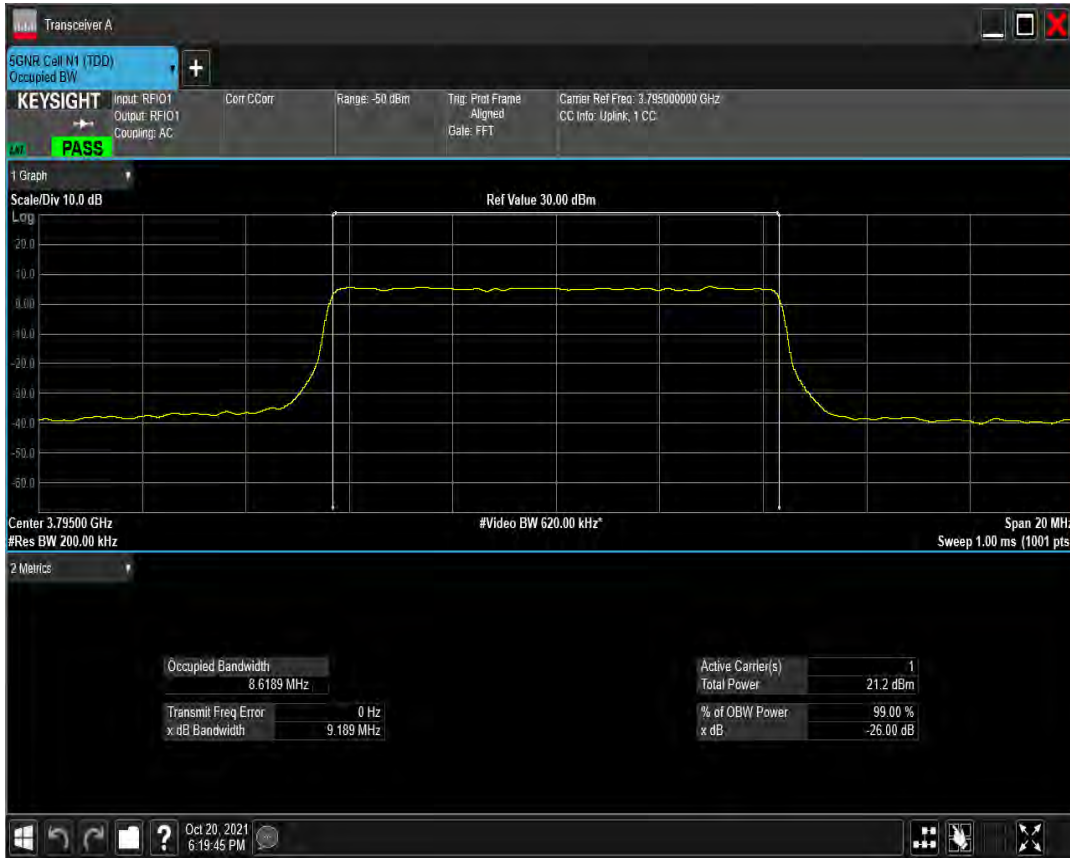 Transceiver A
5GNR Cell N1 (TDD)
Occupied BW
+
KEYSIGHT
Input: RFIO1
Output: RFIO1
Coupling: AC
Corr CCorr
Range: -50 dBm
Trig: Prot Frame
Aligned
Gate: FFT
Carrier Ref Freq: 3.795000000 GHz
CC Info: Uplink, 1 CC
PASS
1 Graph
Scale/Div 10.0 dB
Ref Value 30.00 dBm
Log
20.0
10.0
0.00
-10.0
-20.0
-30.0
-40.0
-50.0
-60.0
Center 3.79500 GHz
#Video BW 620.00 kHz*
Span 20 MHz
#Res BW 200.00 kHz
Sweep 1.00 ms (1001 pts
2 Metrics
Occupied Bandwidth
8.6189 MHz
Transmit Freq Error 0 Hz
x dB Bandwidth 9.189 MHz
Active Carrier(s) 1
Total Power 21.2 dBm
% of OBW Power 99.00 %
x dB -26.00 dB
?
Oct 20, 2021
6:19:45 PM